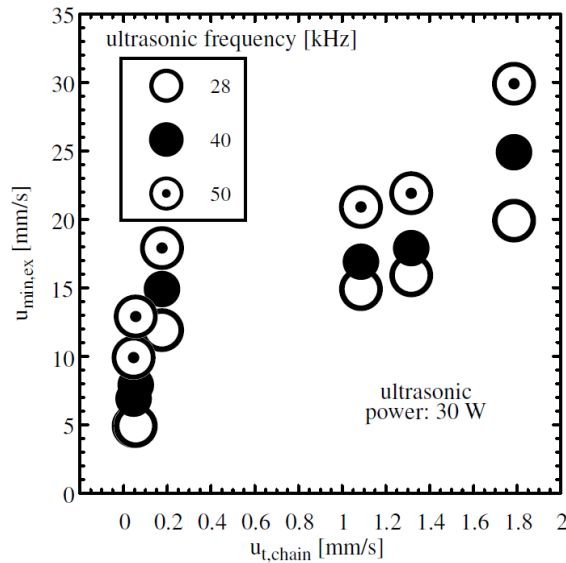 35
ultrasonic frequency [kHz]
30
28
25
40
20
50
15
10
5
0
u_min,ex [mm/s]
ultrasonic
power: 30 W
0 0.2 0.4 0.6 0.8 1 1.2 1.4 1.6 1.8 2
u_t,chain [mm/s]